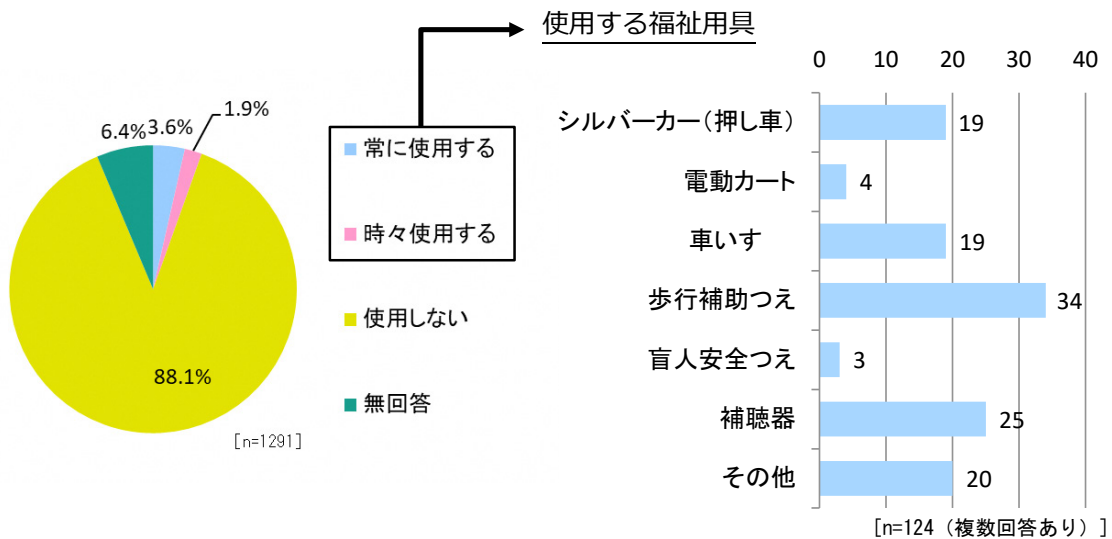 使用する福祉用具
6.4%
3.6%
1.9%
88.1%
[n=1291]
常に使用する
時々使用する
使用しない
無回答
0 10 20 30 40
シルバーカー（押し車） 19
電動カート 4
車いす 19
歩行補助つえ 34
盲人安全つえ 3
補聴器 25
その他 20
[n=124（複数回答あり）]